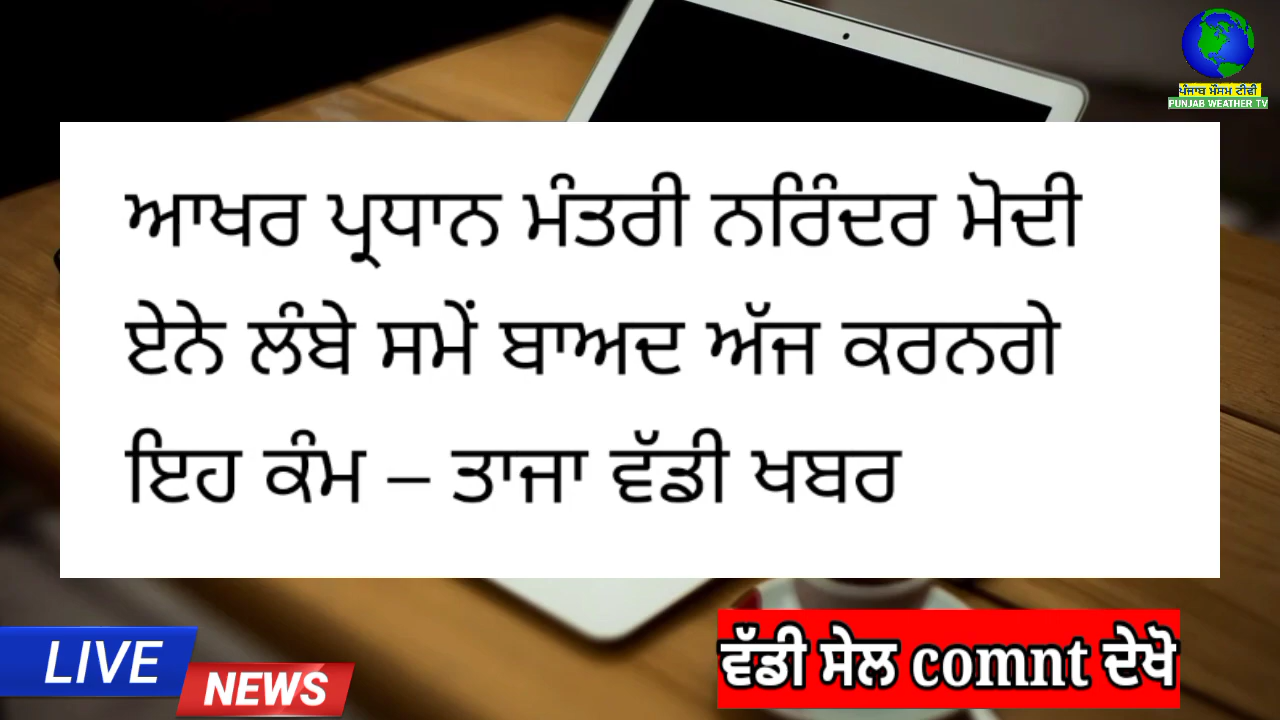 ਪੰਜਾਬ ਮੌਸਮ ਟੀਵੀ
PUNJAB WEATHER TV
ਆਖਰ ਪ੍ਰਧਾਨ ਮੰਤਰੀ ਨਰਿੰਦਰ ਮੋਦੀ
ਏਨੇ ਲੰਬੇ ਸਮੇਂ ਬਾਅਦ ਅੱਜ ਕਰਨਗੇ
ਇਹ ਕੰਮ – ਤਾਜਾ ਵੱਡੀ ਖਬਰ
LIVE
NEWS
ਵੱਡੀ ਸੇਲ comnt ਦੇਖੋ